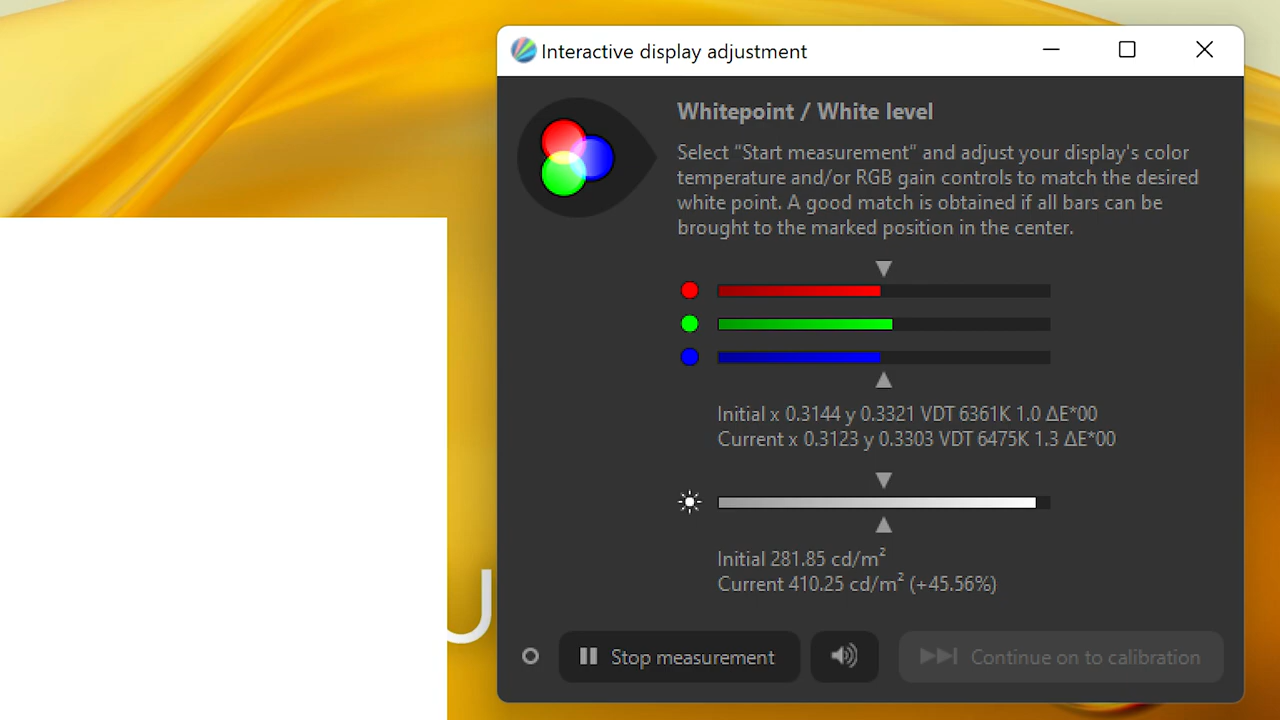 Interactive display adjustment
Whitepoint / White level
Select “Start measurement” and adjust your display's color
temperature and/or RGB gain controls to match the desired
white point. A good match is obtained if all bars can be
brought to the marked position in the center.
Initial x 0.3144 y 0.3321 VDT 6361K 1.0 ΔE*00
Current x 0.3123 y 0.3303 VDT 6475K 1.3 ΔE*00
Initial 281.85 cd/m²
Current 410.25 cd/m² (+45.56%)
Stop measurement
Continue on to calibration